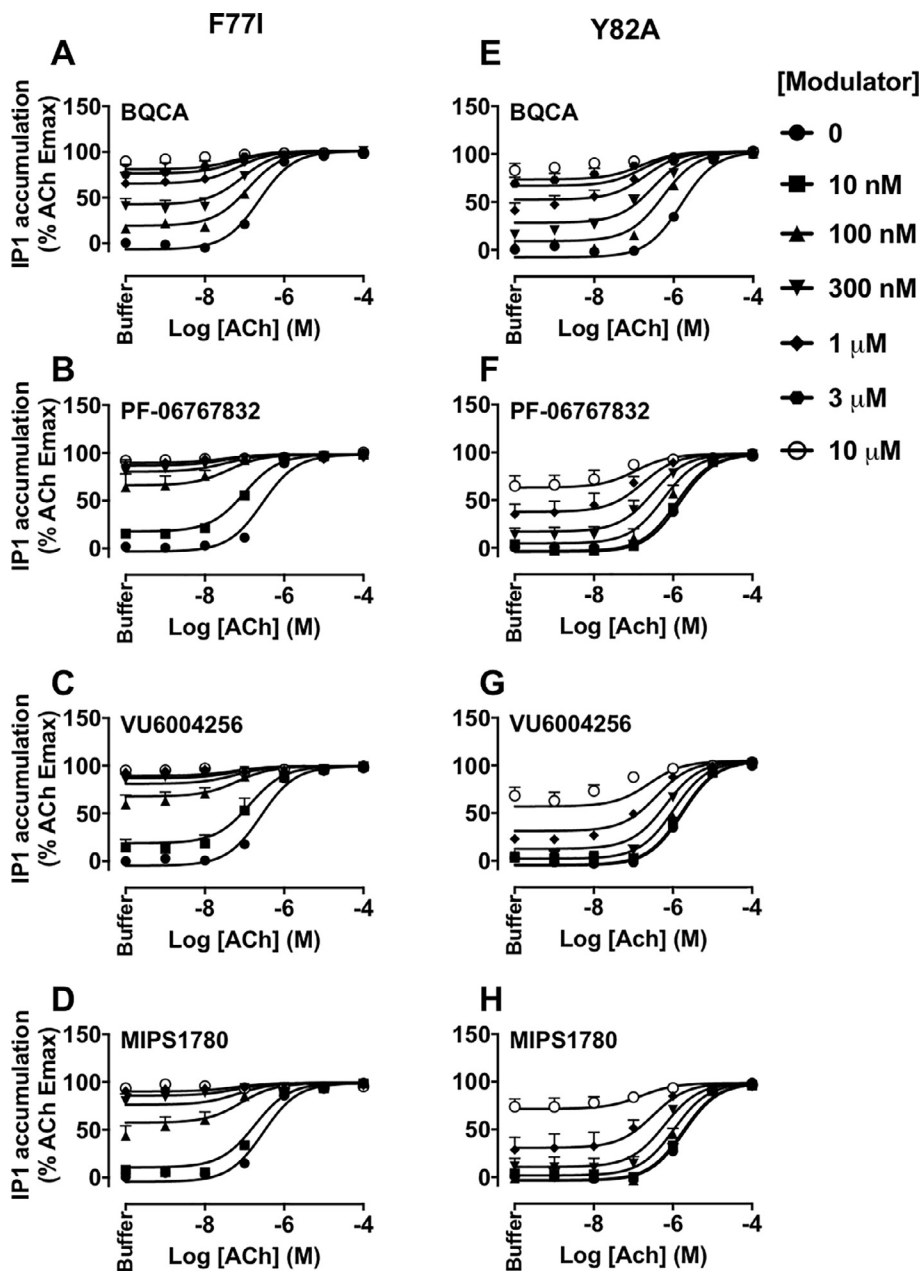 F77I
Y82A
A
E
[Modulator]
0
10 nM
100 nM
300 nM
1 μM
3 μM
10 μM
IP1 accumulation
(% ACh Emax)
150
100
50
0
BQCA
Buffer
-8
-6
-4
Log [ACh] (M)
IP1 accumulation
(% ACh Emax)
150
100
50
0
BQCA
Buffer
-8
-6
-4
Log [ACh] (M)
B
IP1 accumulation
(% ACh Emax)
150
100
50
0
PF-06767832
Buffer
-8
-6
-4
Log [ACh] (M)
F
150
100
50
0
PF-06767832
Buffer
-8
-6
-4
Log [Ach] (M)
C
IP1 accumulation
(% ACh Emax)
150
100
50
0
VU6004256
Buffer
-8
-6
-4
Log [ACh] (M)
G
150
100
50
0
VU6004256
Buffer
-8
-6
-4
Log [Ach] (M)
D
IP1 accumulation
(% ACh Emax)
150
100
50
0
MIPS1780
Buffer
-8
-6
-4
Log [ACh] (M)
H
150
100
50
0
MIPS1780
Buffer
-8
-6
-4
Log [Ach] (M)